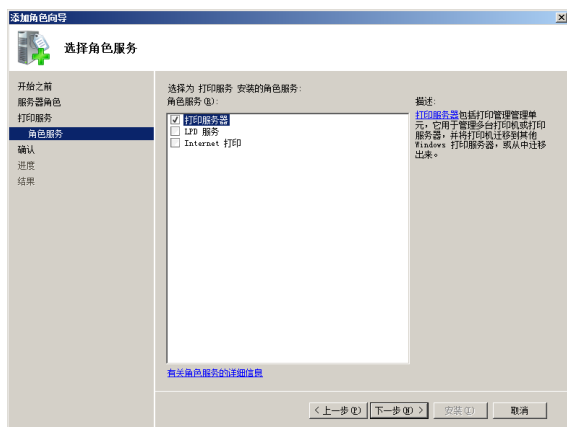 添加角色向导
选择角色服务
开始之前
服务器角色
打印服务
角色服务
确认
进度
结果
选择为 打印服务 安装的角色服务:
角色服务(R):
打印服务器
LPD 服务
Internet 打印
有关角色服务的详细信息
描述:
打印服务器包括打印管理管理单
元，它用于管理多台打印机或打印
服务器，并将打印机迁移到其他
Windows 打印服务器，或从中迁移
出来。
< 上一步(P)
下一步(N) >
安装(I)
取消